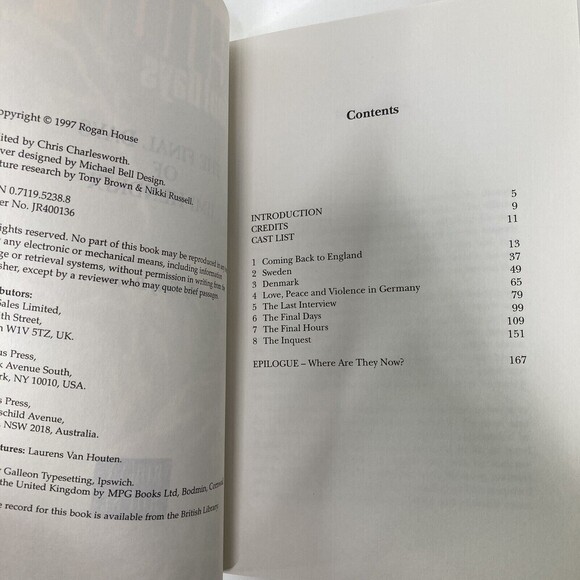 opyright © 1997 Rogan House
ited by Chris Charlesworth.
ver designed by Michael Bell Design.
ture research by Tony Brown & Nikki Russell.
N 0.7119.5238.8
er No. JR400136
ights reserved. No part of this book may be reproduced in
any electronic or mechanical means, including information
ge or retrieval systems, without permission in writing from the
sher, except by a reviewer who may quote brief passages.
ributors:
Sales Limited,
th Street,
n W1V 5TZ, UK.
us Press,
k Avenue South,
rk, NY 10010, USA.
s Press,
schild Avenue,
NSW 2018, Australia.
tures: Laurens Van Houten.
Galleon Typesetting, Ipswich.
the United Kingdom by MPG Books Ltd, Bodmin,
e record for this book is available from the British Library
Contents
INTRODUCTION 5
CREDITS 9
CAST LIST 11
1 Coming Back to England 13
2 Sweden 37
3 Denmark 49
4 Love, Peace and Violence in Germany 65
5 The Last Interview 79
6 The Final Days 99
7 The Final Hours 109
8 The Inquest 151
EPILOGUE – Where Are They Now? 167